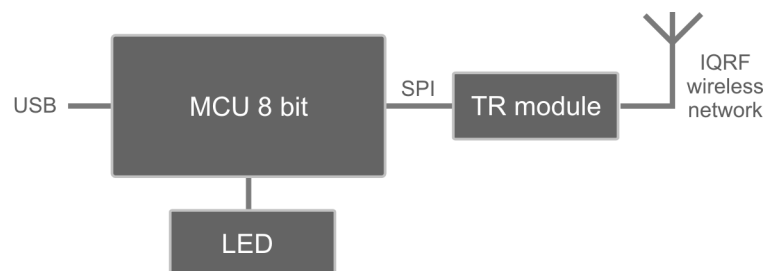 USB
MCU 8 bit
SPI
TR module
IQRF
wireless
network
LED